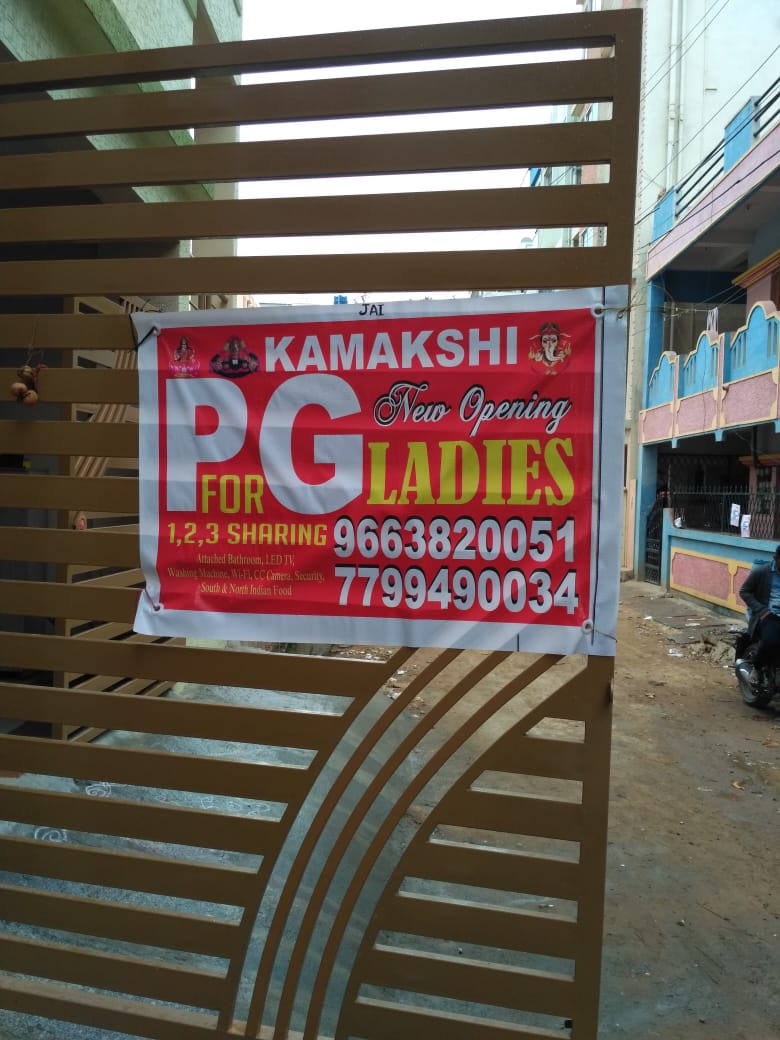 JAI
KAMAKSHI
PG
New Opening
FOR LADIES
1,2,3 SHARING
9663820051
Attached Bathroom, LED TV,
Washing Machine, Wi-Fi, CC Camera, Security,
South & North Indian Food
7799490034